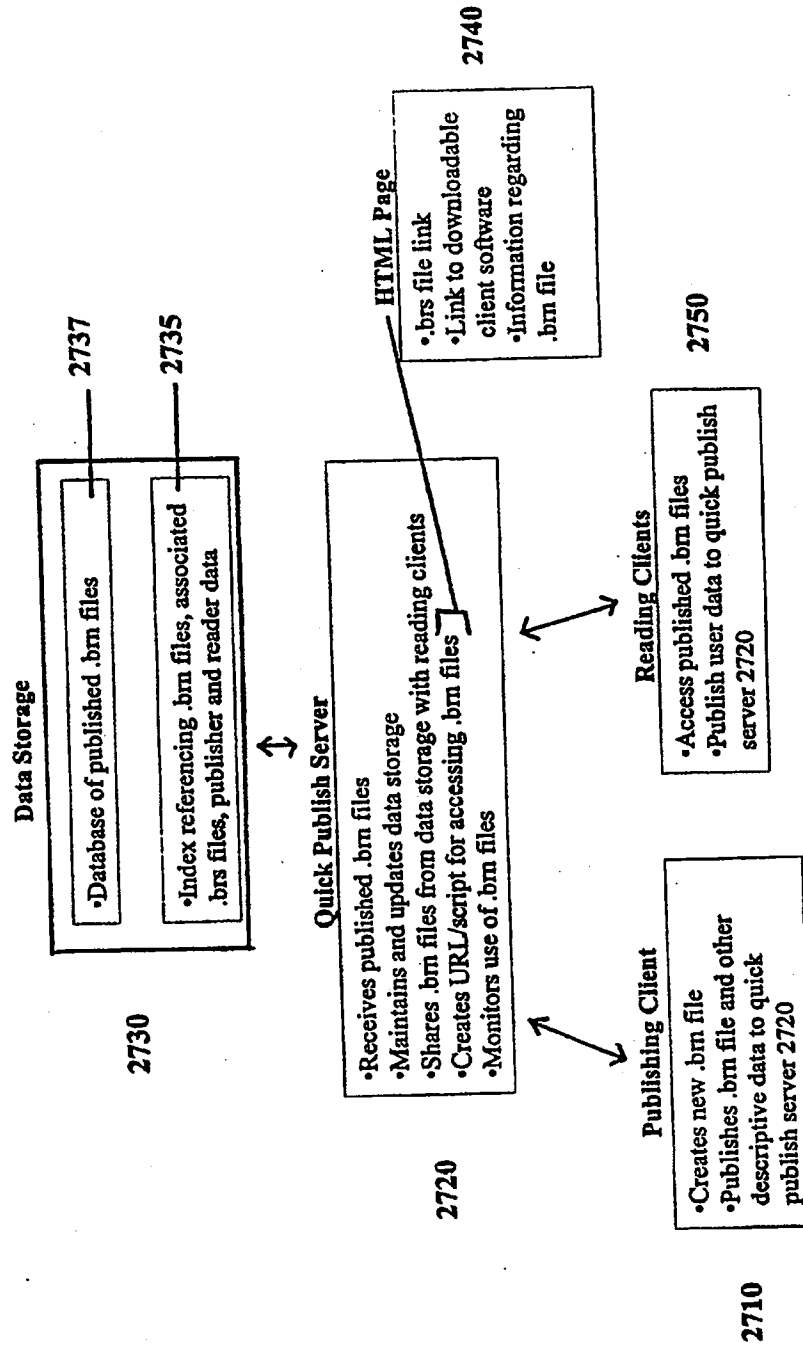 Data Storage
•Database of published .brn files
2737
•Index referencing .brn files, associated
.brs files, publisher and reader data
2735
2730
Quick Publish Server
•Receives published .brn files
•Maintains and updates data storage
•Shares .brn files from data storage with reading clients
•Creates URL/script for accessing .brn files
•Monitors use of .brn files
2720
HTML Page
•.brs file link
•Link to downloadable
client software
•Information regarding
.brn file
2740
Publishing Client
•Creates new .brn file
•Publishes .brn file and other
descriptive data to quick
publish server 2720
2710
Reading Clients
•Access published .brn files
•Publish user data to quick publish
server 2720
2750